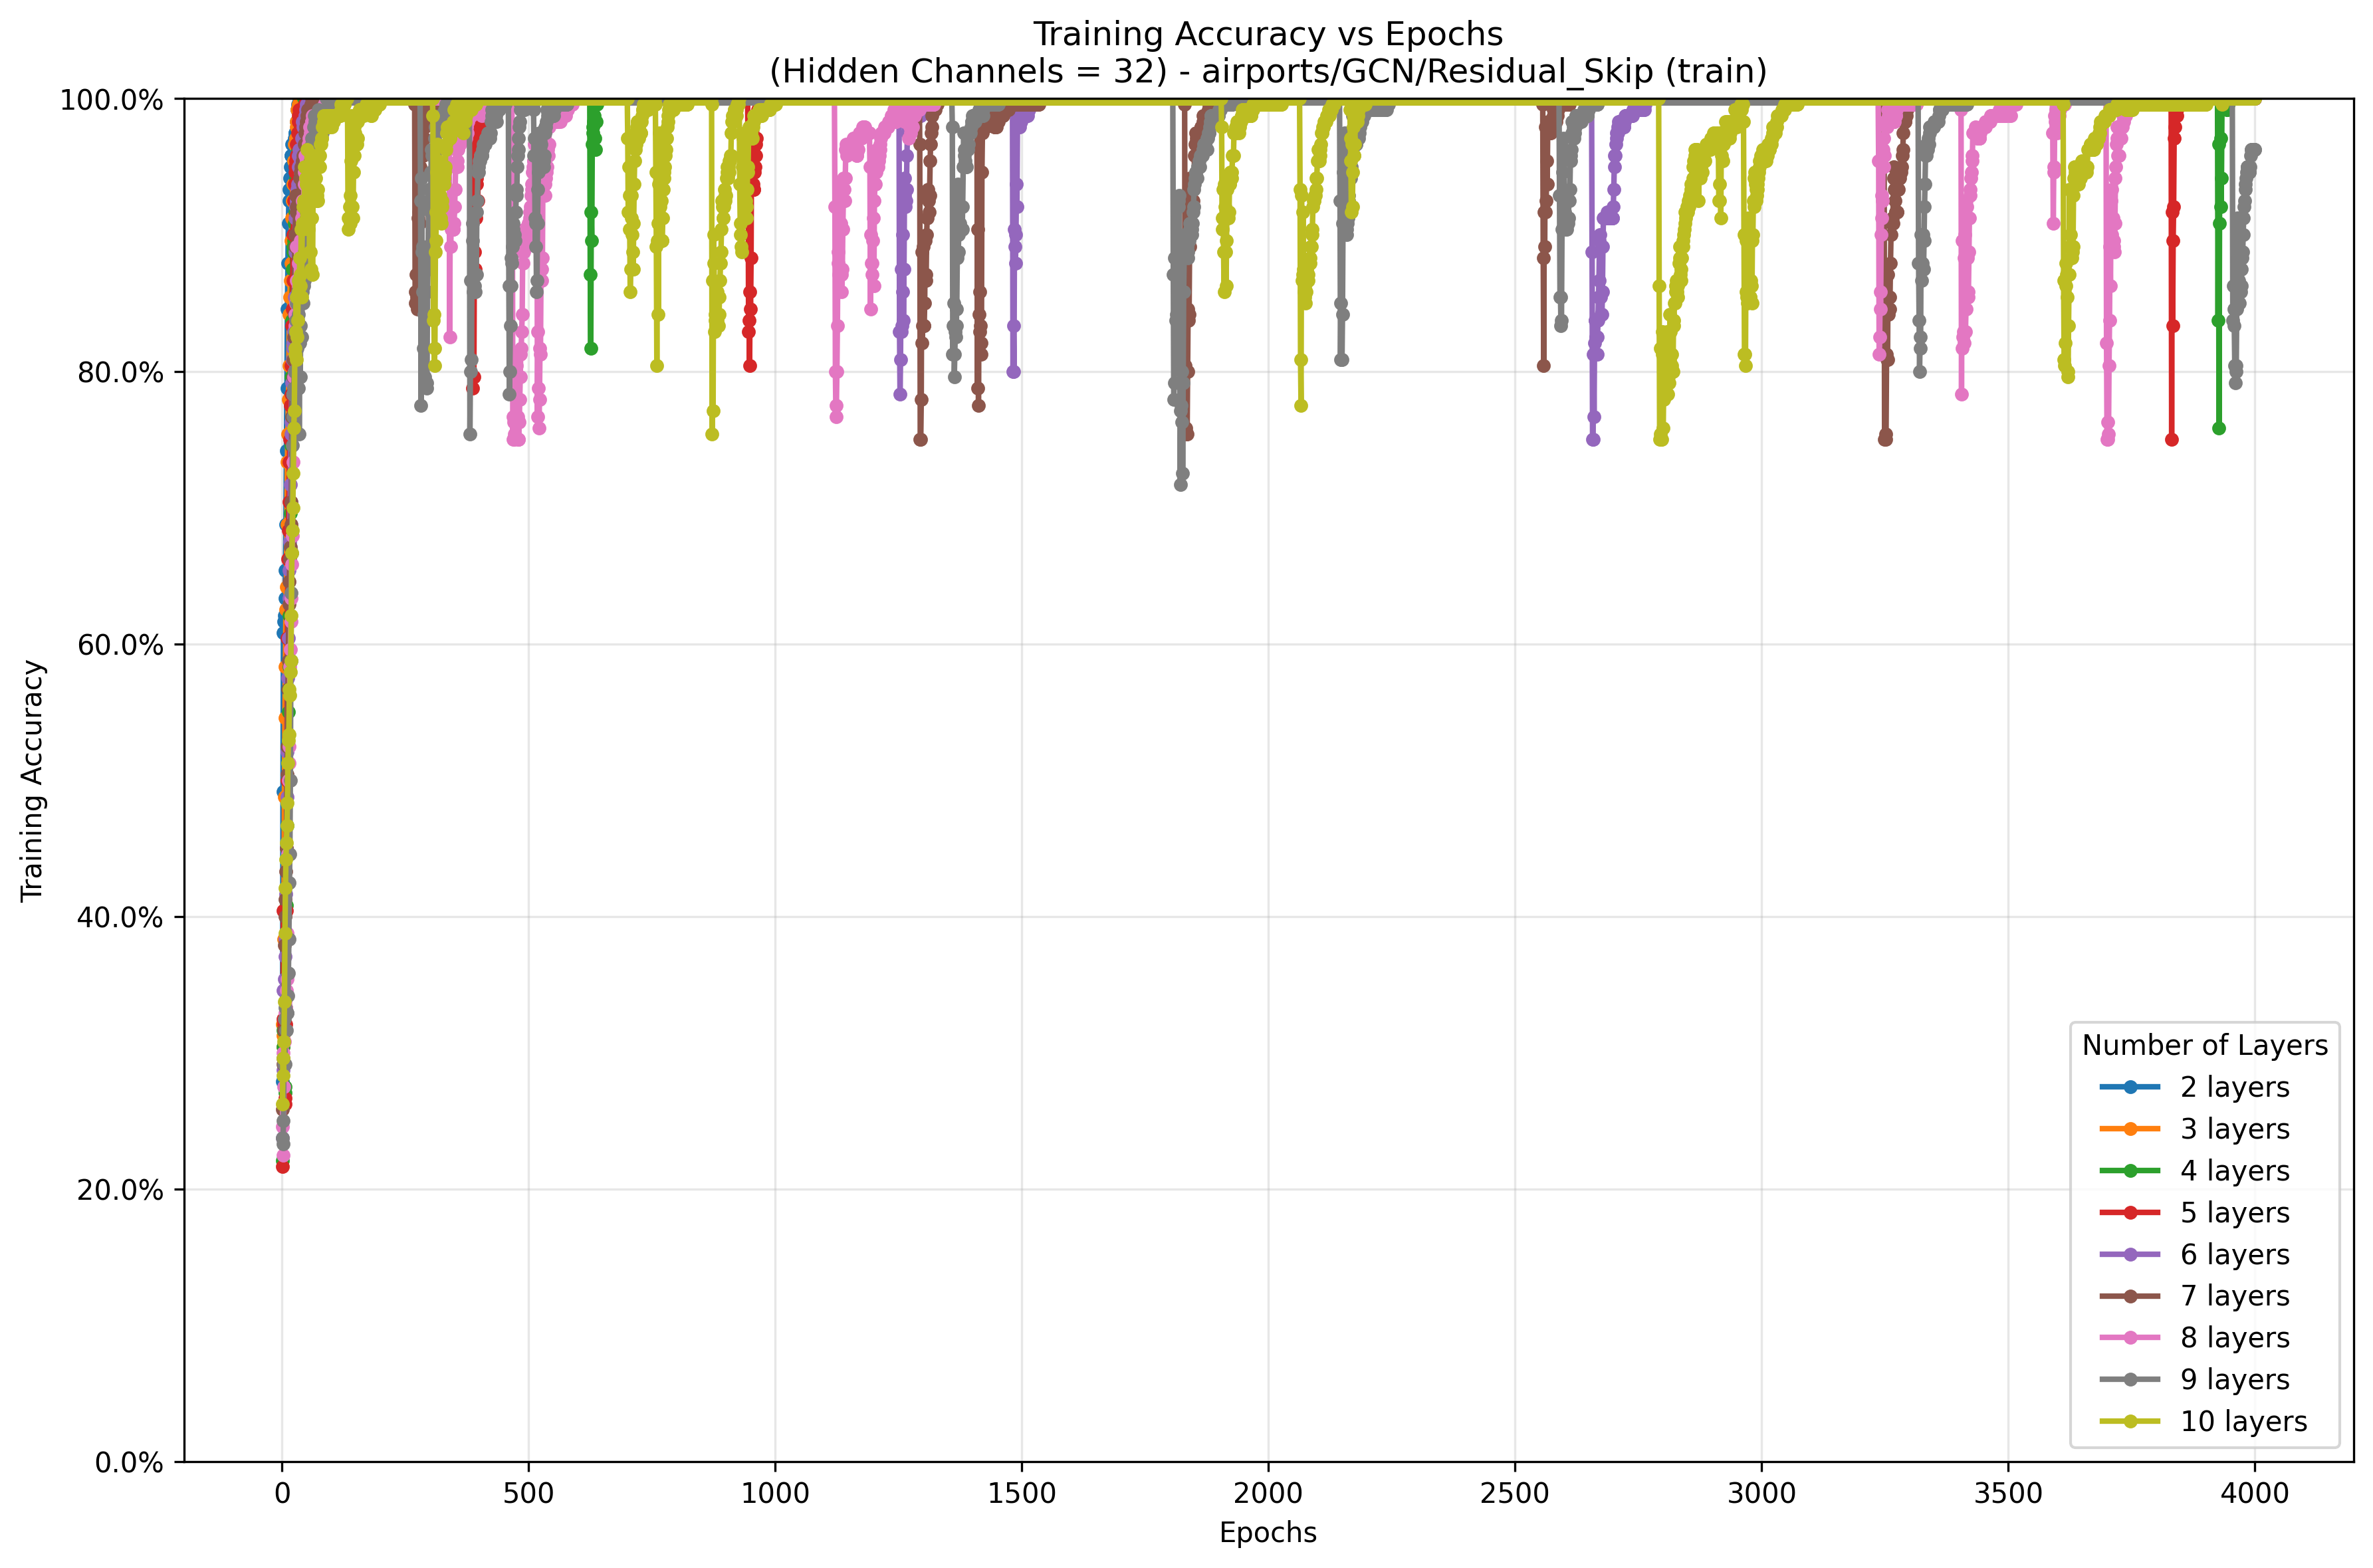 Training Accuracy vs Epochs
(Hidden Channels = 32) - airports/GCN/Residual_Skip (train)
100.0%
80.0%
60.0%
40.0%
20.0%
0.0%
Training Accuracy
0
500
1000
1500
2000
2500
3000
3500
4000
Epochs
Number of Layers
2 layers
3 layers
4 layers
5 layers
6 layers
7 layers
8 layers
9 layers
10 layers